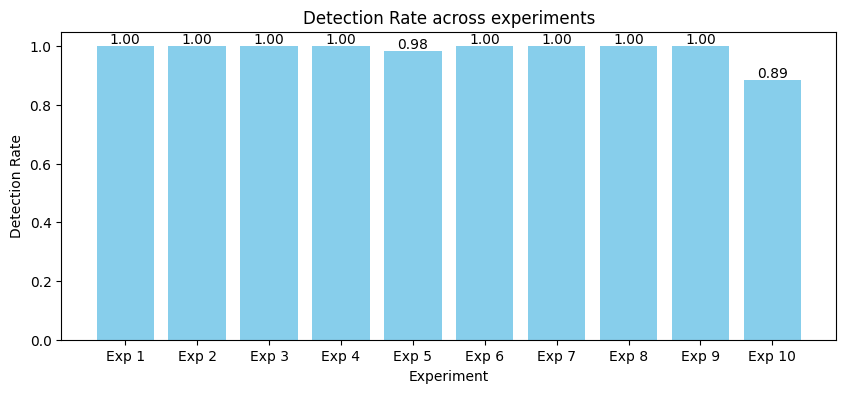 Detection Rate across experiments
1.00 1.00 1.00 1.00 0.98 1.00 1.00 1.00 1.00 0.89
1.0
0.8
0.6
0.4
0.2
0.0
Detection Rate
Exp 1 Exp 2 Exp 3 Exp 4 Exp 5 Exp 6 Exp 7 Exp 8 Exp 9 Exp 10
Experiment